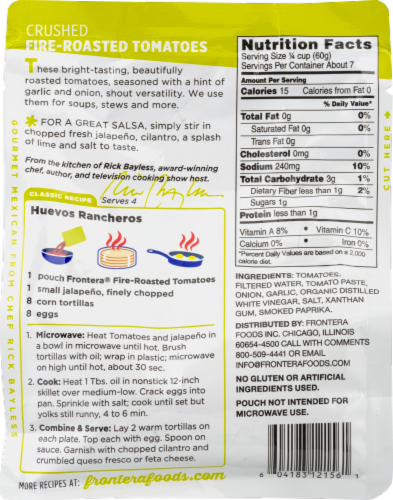 CRUSHED
FIRE-ROASTED TOMATOES
These bright-tasting, beautifully
roasted tomatoes, seasoned with a hint of
garlic and onion, shout versatility. We use
them for soups, stews and more.
FOR A GREAT SALSA, simply stir in
chopped fresh jalapeño, cilantro, a splash
of lime and salt to taste.
From the kitchen of Rick Bayless, award-winning
chef, author, and television cooking show host.
CLASSIC RECIPE Serves 4
Huevos Rancheros
1 pouch Frontera® Fire-Roasted Tomatoes
1 small jalapeño, finely chopped
8 corn tortillas
8 eggs
1. Microwave: Heat Tomatoes and jalapeño in
a bowl in microwave until hot. Brush
tortillas with oil; wrap in plastic; microwave
on high until hot, about 30 sec.
2. Cook: Heat 1 Tbs. oil in nonstick 12-inch
skillet over medium-low. Crack eggs into
pan. Sprinkle with salt; cook until set but
yolks still runny, 4 to 6 min.
3. Combine & Serve: Lay 2 warm tortillas on
each plate. Top each with egg. Spoon on
sauce. Garnish with chopped cilantro and
crumbled queso fresco or feta cheese.
MORE RECIPES AT: fronterafoods.com
GOURMET MEXICAN FROM CHEF RICK BAYLESS
Nutrition Facts
Serving Size ¼ cup (60g)
Servings Per Container About 7
Amount Per Serving
Calories 15 Calories from Fat 0
% Daily Value*
Total Fat 0g 0%
Saturated Fat 0g 0%
Trans Fat 0g
Cholesterol 0mg 0%
Sodium 240mg 10%
Total Carbohydrate 3g 1%
Dietary Fiber less than 1g 2%
Sugars 1g
Protein less than 1g
Vitamin A 8% • Vitamin C 10%
Calcium 0% • Iron 0%
*Percent Daily Values are based on a 2,000
calorie diet.
INGREDIENTS: TOMATOES,
FILTERED WATER, TOMATO PASTE,
ONION, GARLIC, ORGANIC DISTILLED
WHITE VINEGAR, SALT, XANTHAN
GUM, SMOKED PAPRIKA.
DISTRIBUTED BY: FRONTERA
FOODS INC. CHICAGO, ILLINOIS
60654-4500 CALL WITH COMMENTS
800-509-4441 OR EMAIL
INFO@FRONTERAFOODS.COM
NO GLUTEN OR ARTIFICIAL
INGREDIENTS USED.
POUCH NOT INTENDED FOR
MICROWAVE USE.
6 04183 12156 1
CUT HERE